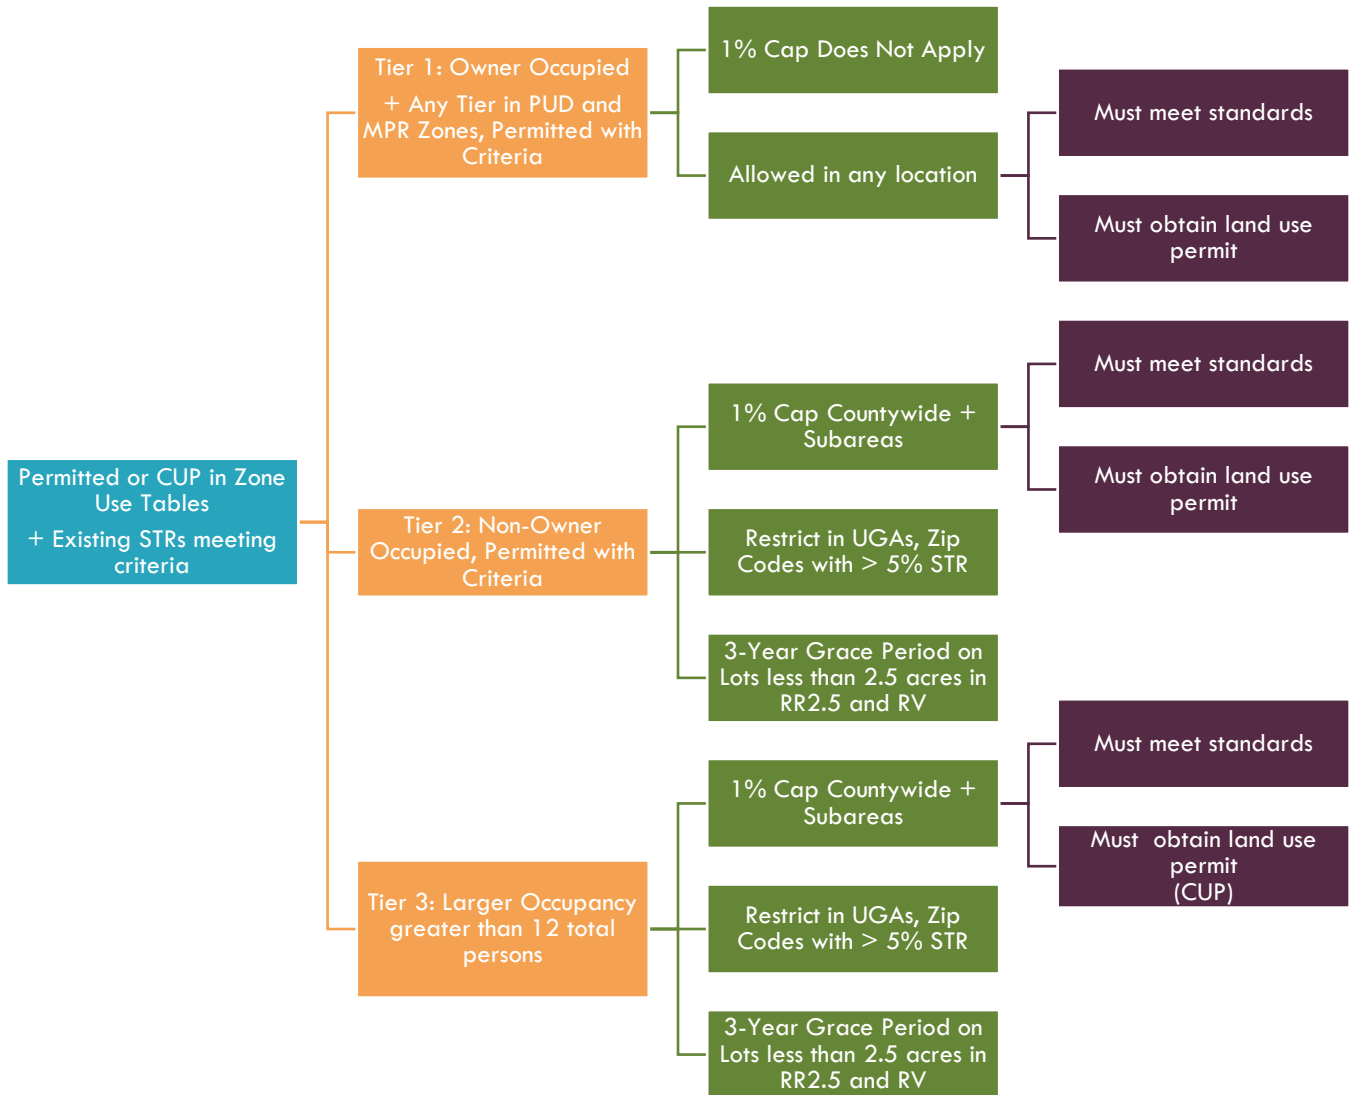 Permitted or CUP in Zone
Use Tables
+ Existing STRs meeting
criteria
Tier 1: Owner Occupied
+ Any Tier in PUD and
MPR Zones, Permitted with
Criteria
1% Cap Does Not Apply
Allowed in any location
Must meet standards
Must obtain land use
permit
Tier 2: Non-Owner
Occupied, Permitted with
Criteria
1% Cap Countywide +
Subareas
Must meet standards
Must obtain land use
permit
Restrict in UGAs, Zip
Codes with > 5% STR
3-Year Grace Period on
Lots less than 2.5 acres in
RR2.5 and RV
Tier 3: Larger Occupancy
greater than 12 total
persons
1% Cap Countywide +
Subareas
Must meet standards
Must  obtain land use
permit
(CUP)
Restrict in UGAs, Zip
Codes with > 5% STR
3-Year Grace Period on
Lots less than 2.5 acres in
RR2.5 and RV